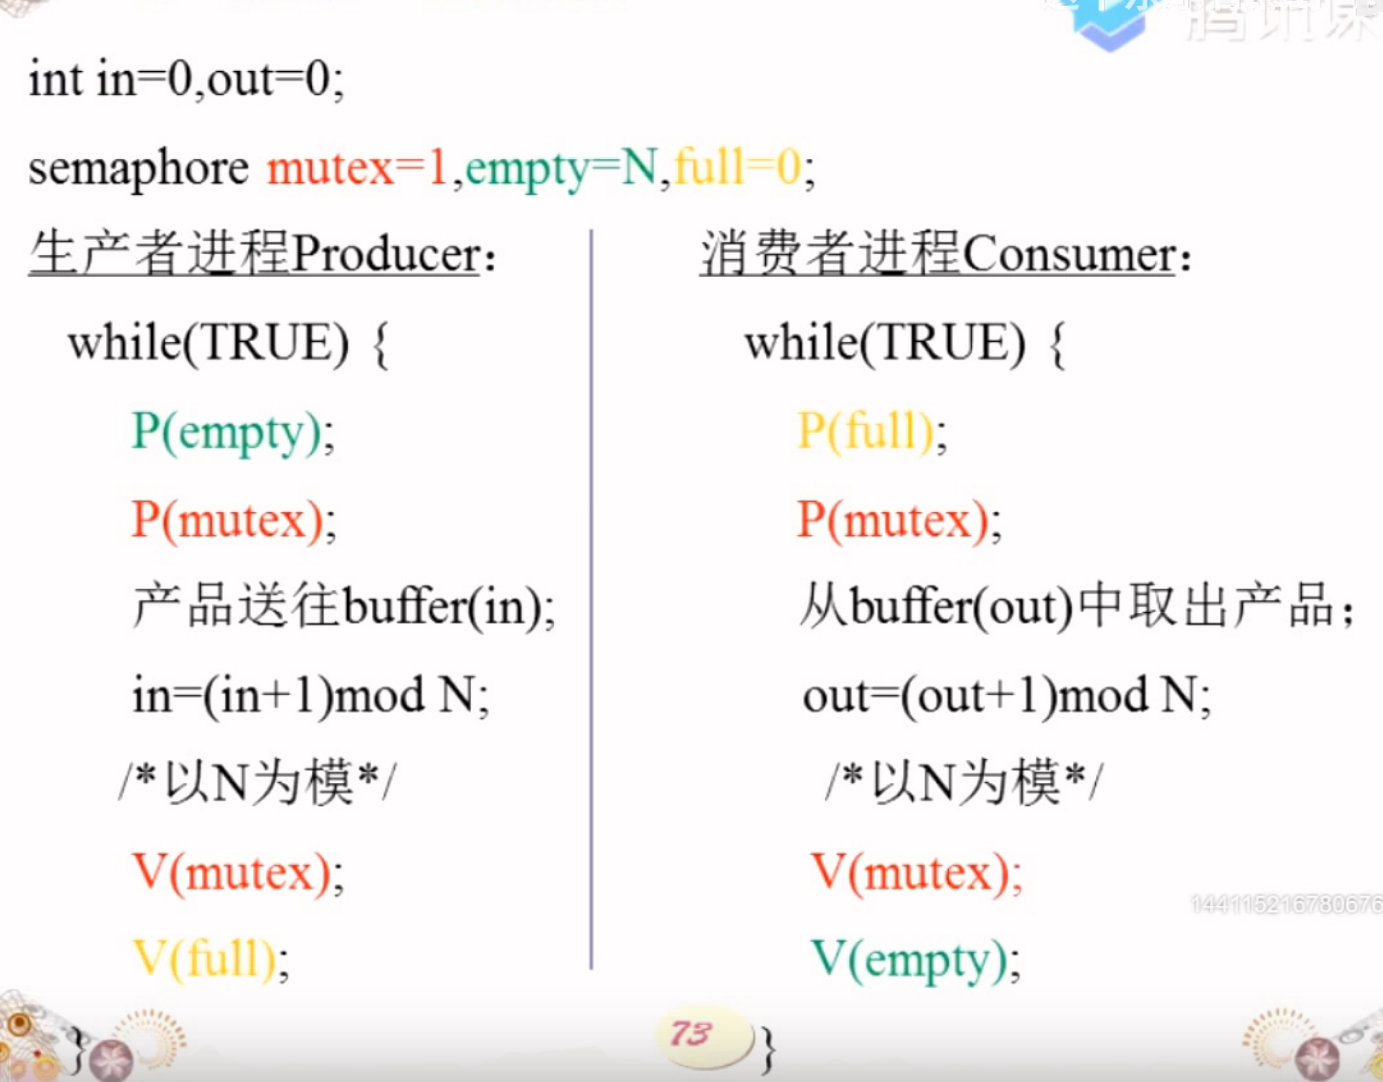 int in=0,out=0;
semaphore mutex=1,empty=N,full=0;
生产者进程Producer：
while(TRUE) {
P(empty);
P(mutex);
产品送往buffer(in);
in=(in+1)mod N;
/*以N为模*/
V(mutex);
V(full);
}
消费者进程Consumer：
while(TRUE) {
P(full);
P(mutex);
从buffer(out)中取出产品；
out=(out+1)mod N;
/*以N为模*/
V(mutex);
V(empty);
}
73
腾讯课
144115216780676